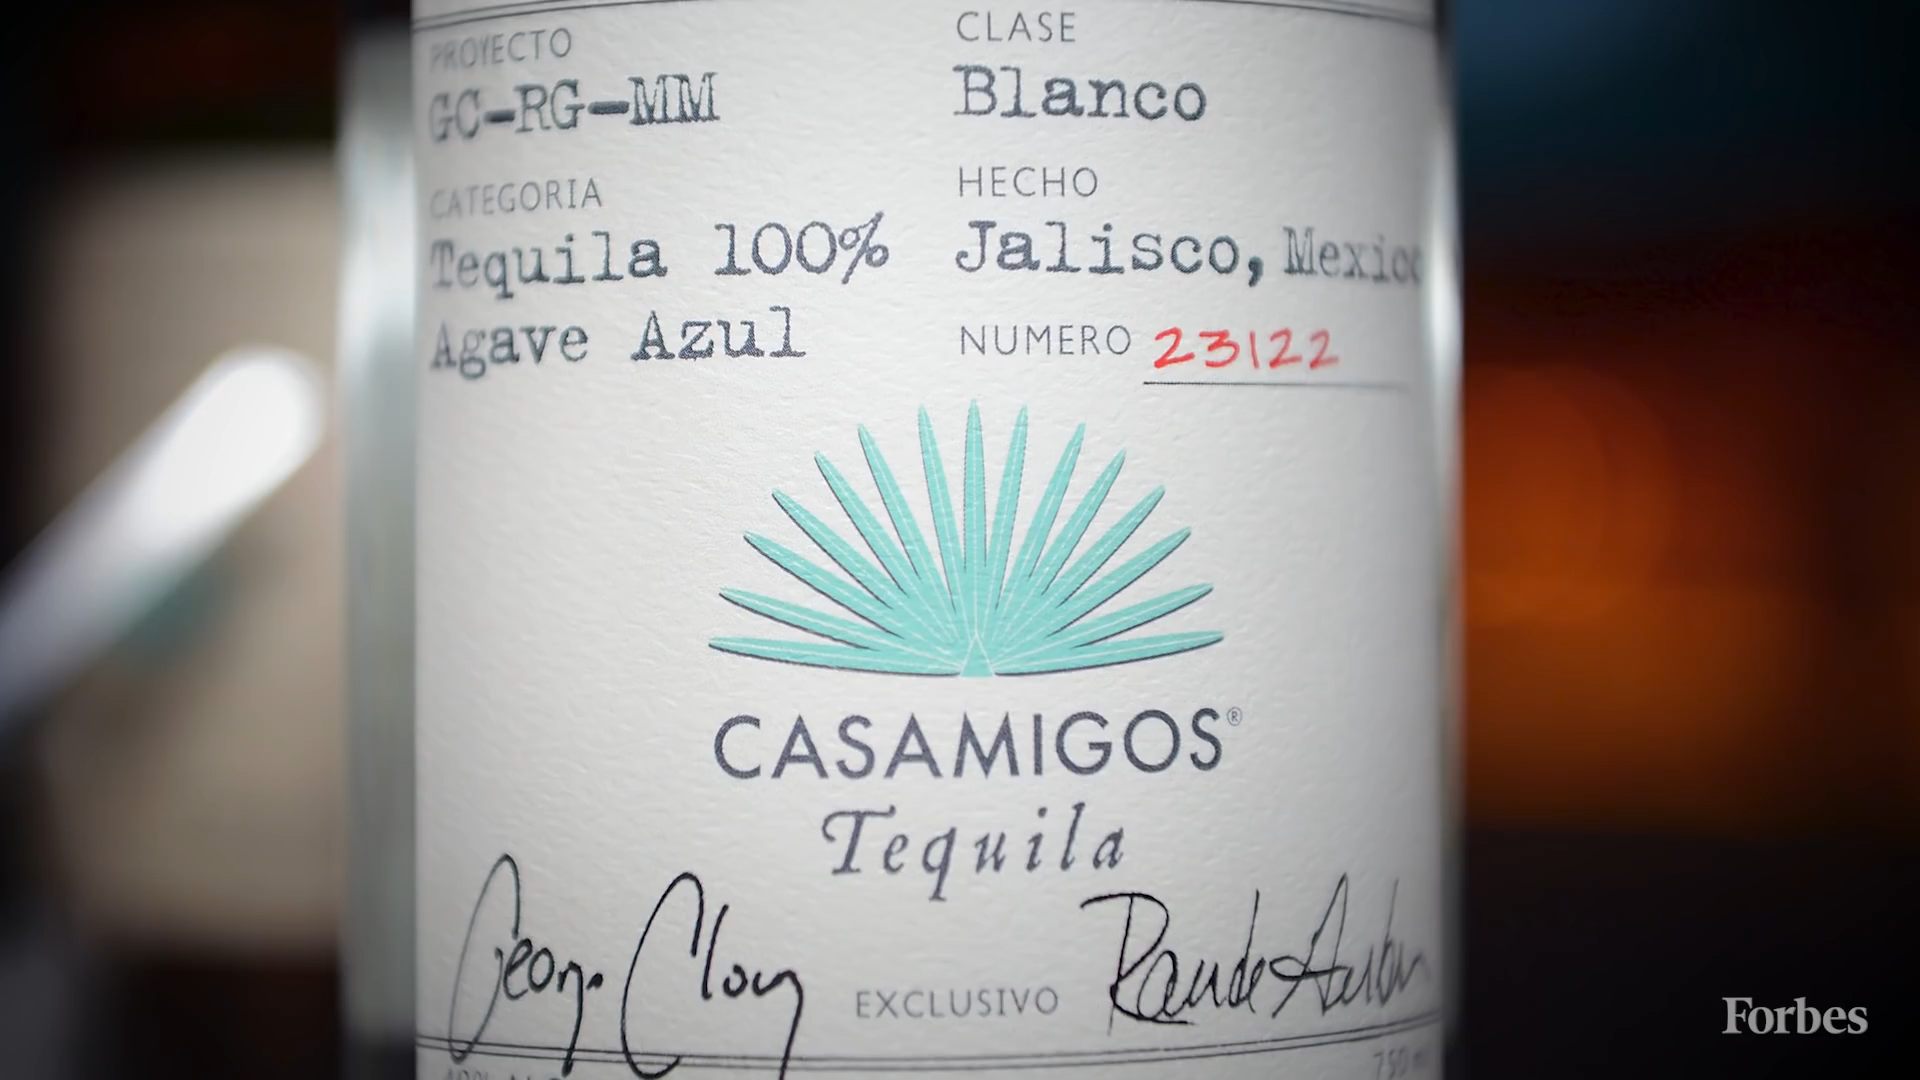 PROYECTO
GC-RG-MM
CATEGORIA
Tequila 100%
Agave Azul
CLASE
Blanco
HECHO
Jalisco, Mexico
NUMERO 23122
CASAMIGOS®
Tequila
EXCLUSIVO
Forbes